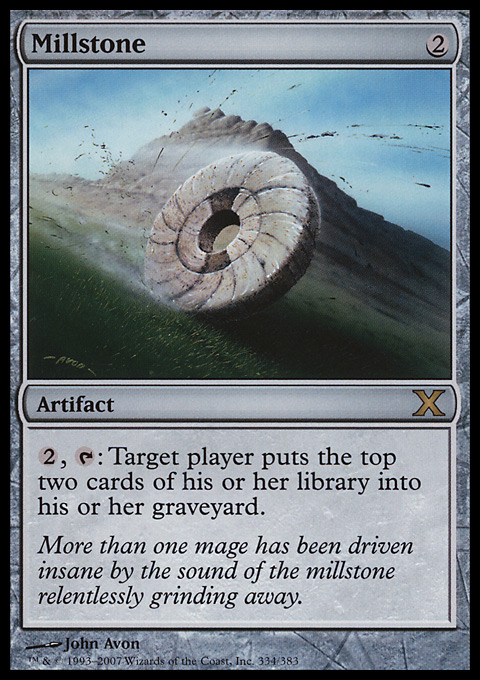 Millstone 2
AVON
Artifact X
2, T: Target player puts the top
two cards of his or her library into
his or her graveyard.
More than one mage has been driven
insane by the sound of the millstone
relentlessly grinding away.
John Avon
™ & © 1993–2007 Wizards of the Coast, Inc. 334/383